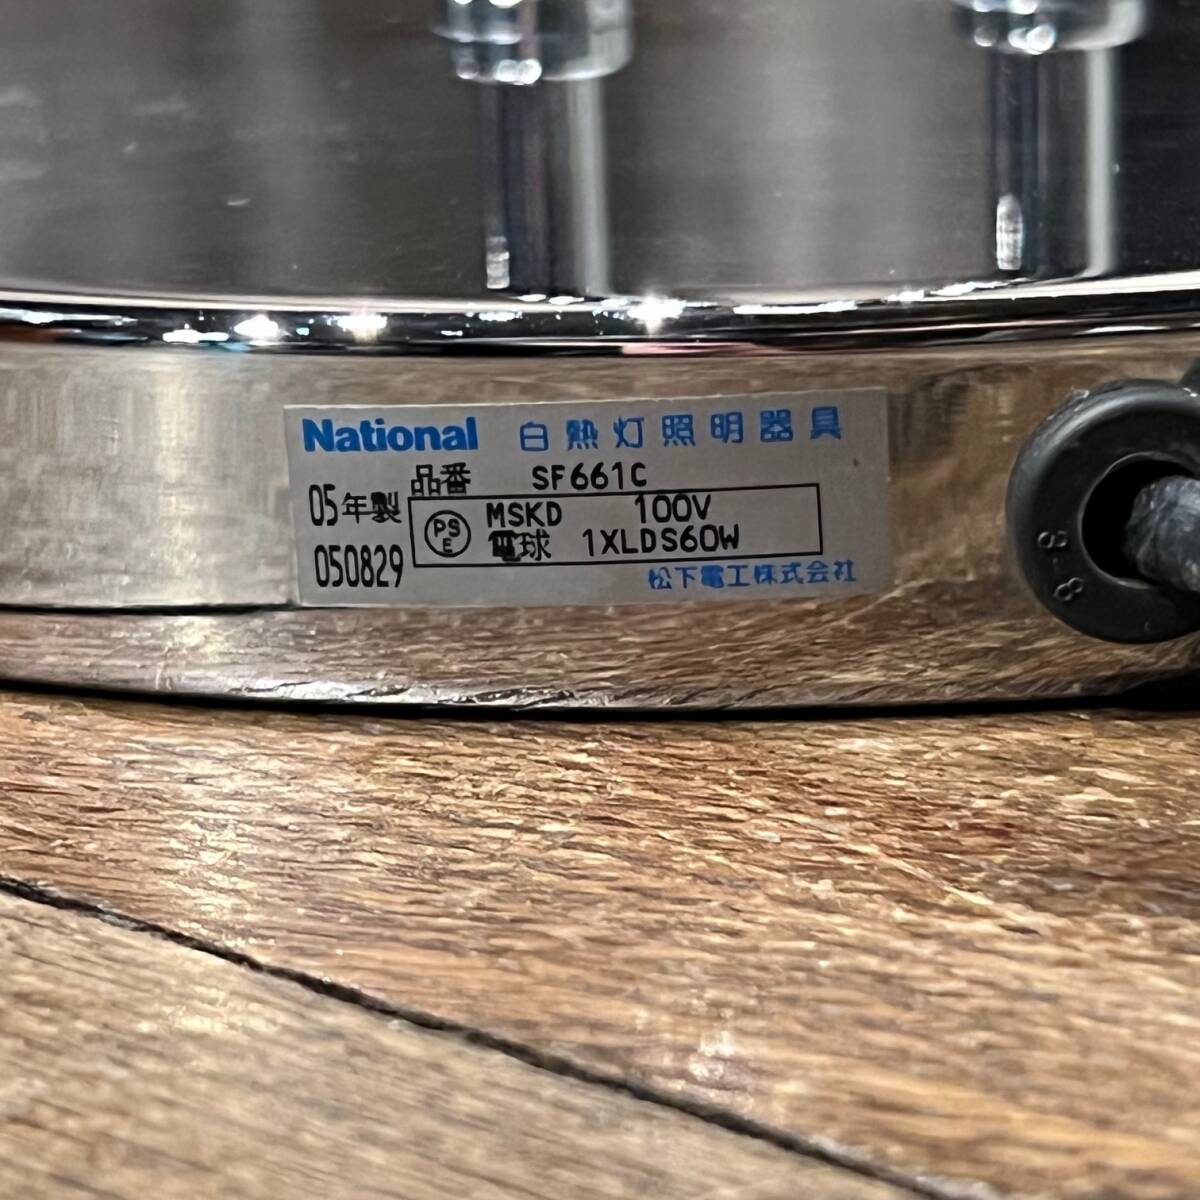 National 白熱灯照明器具
品番 SF661C
05年製
050829
PS
E
MSKD 100V
電球 1XLDS60W
松下電工株式会社
8-8